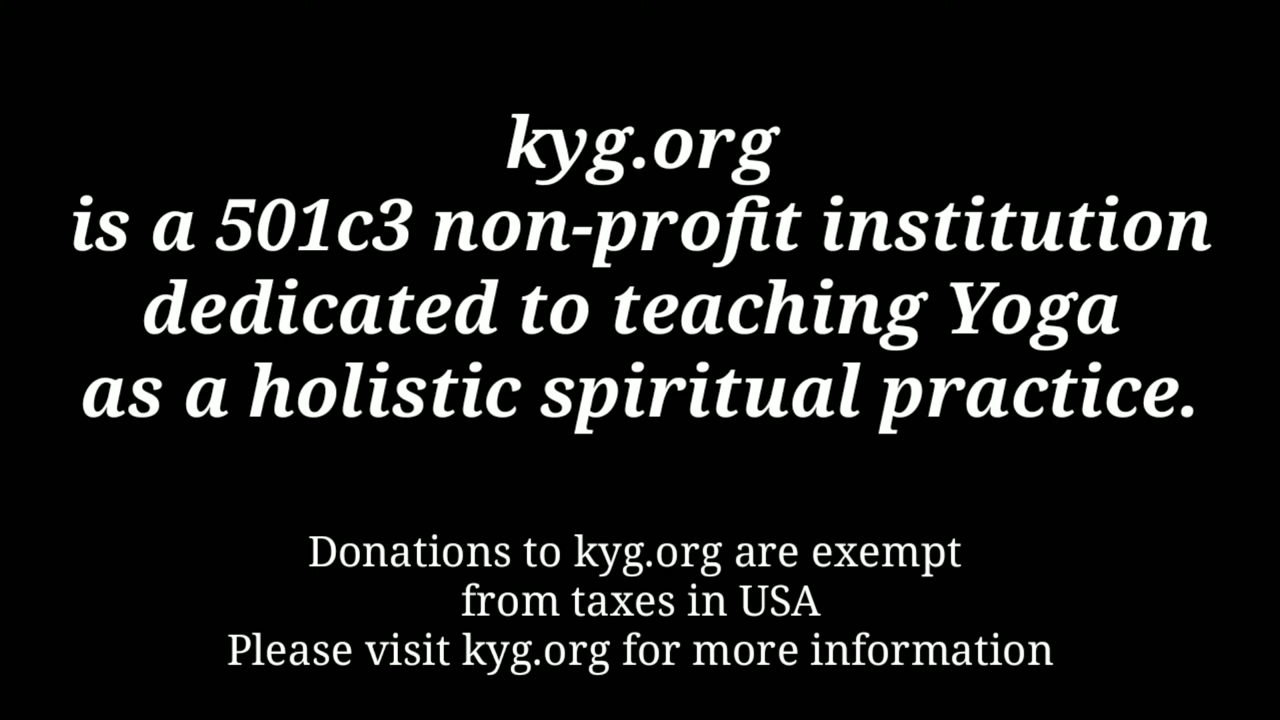 kyg.org
is a 501c3 non-profit institution
dedicated to teaching Yoga
as a holistic spiritual practice.
Donations to kyg.org are exempt
from taxes in USA
Please visit kyg.org for more information